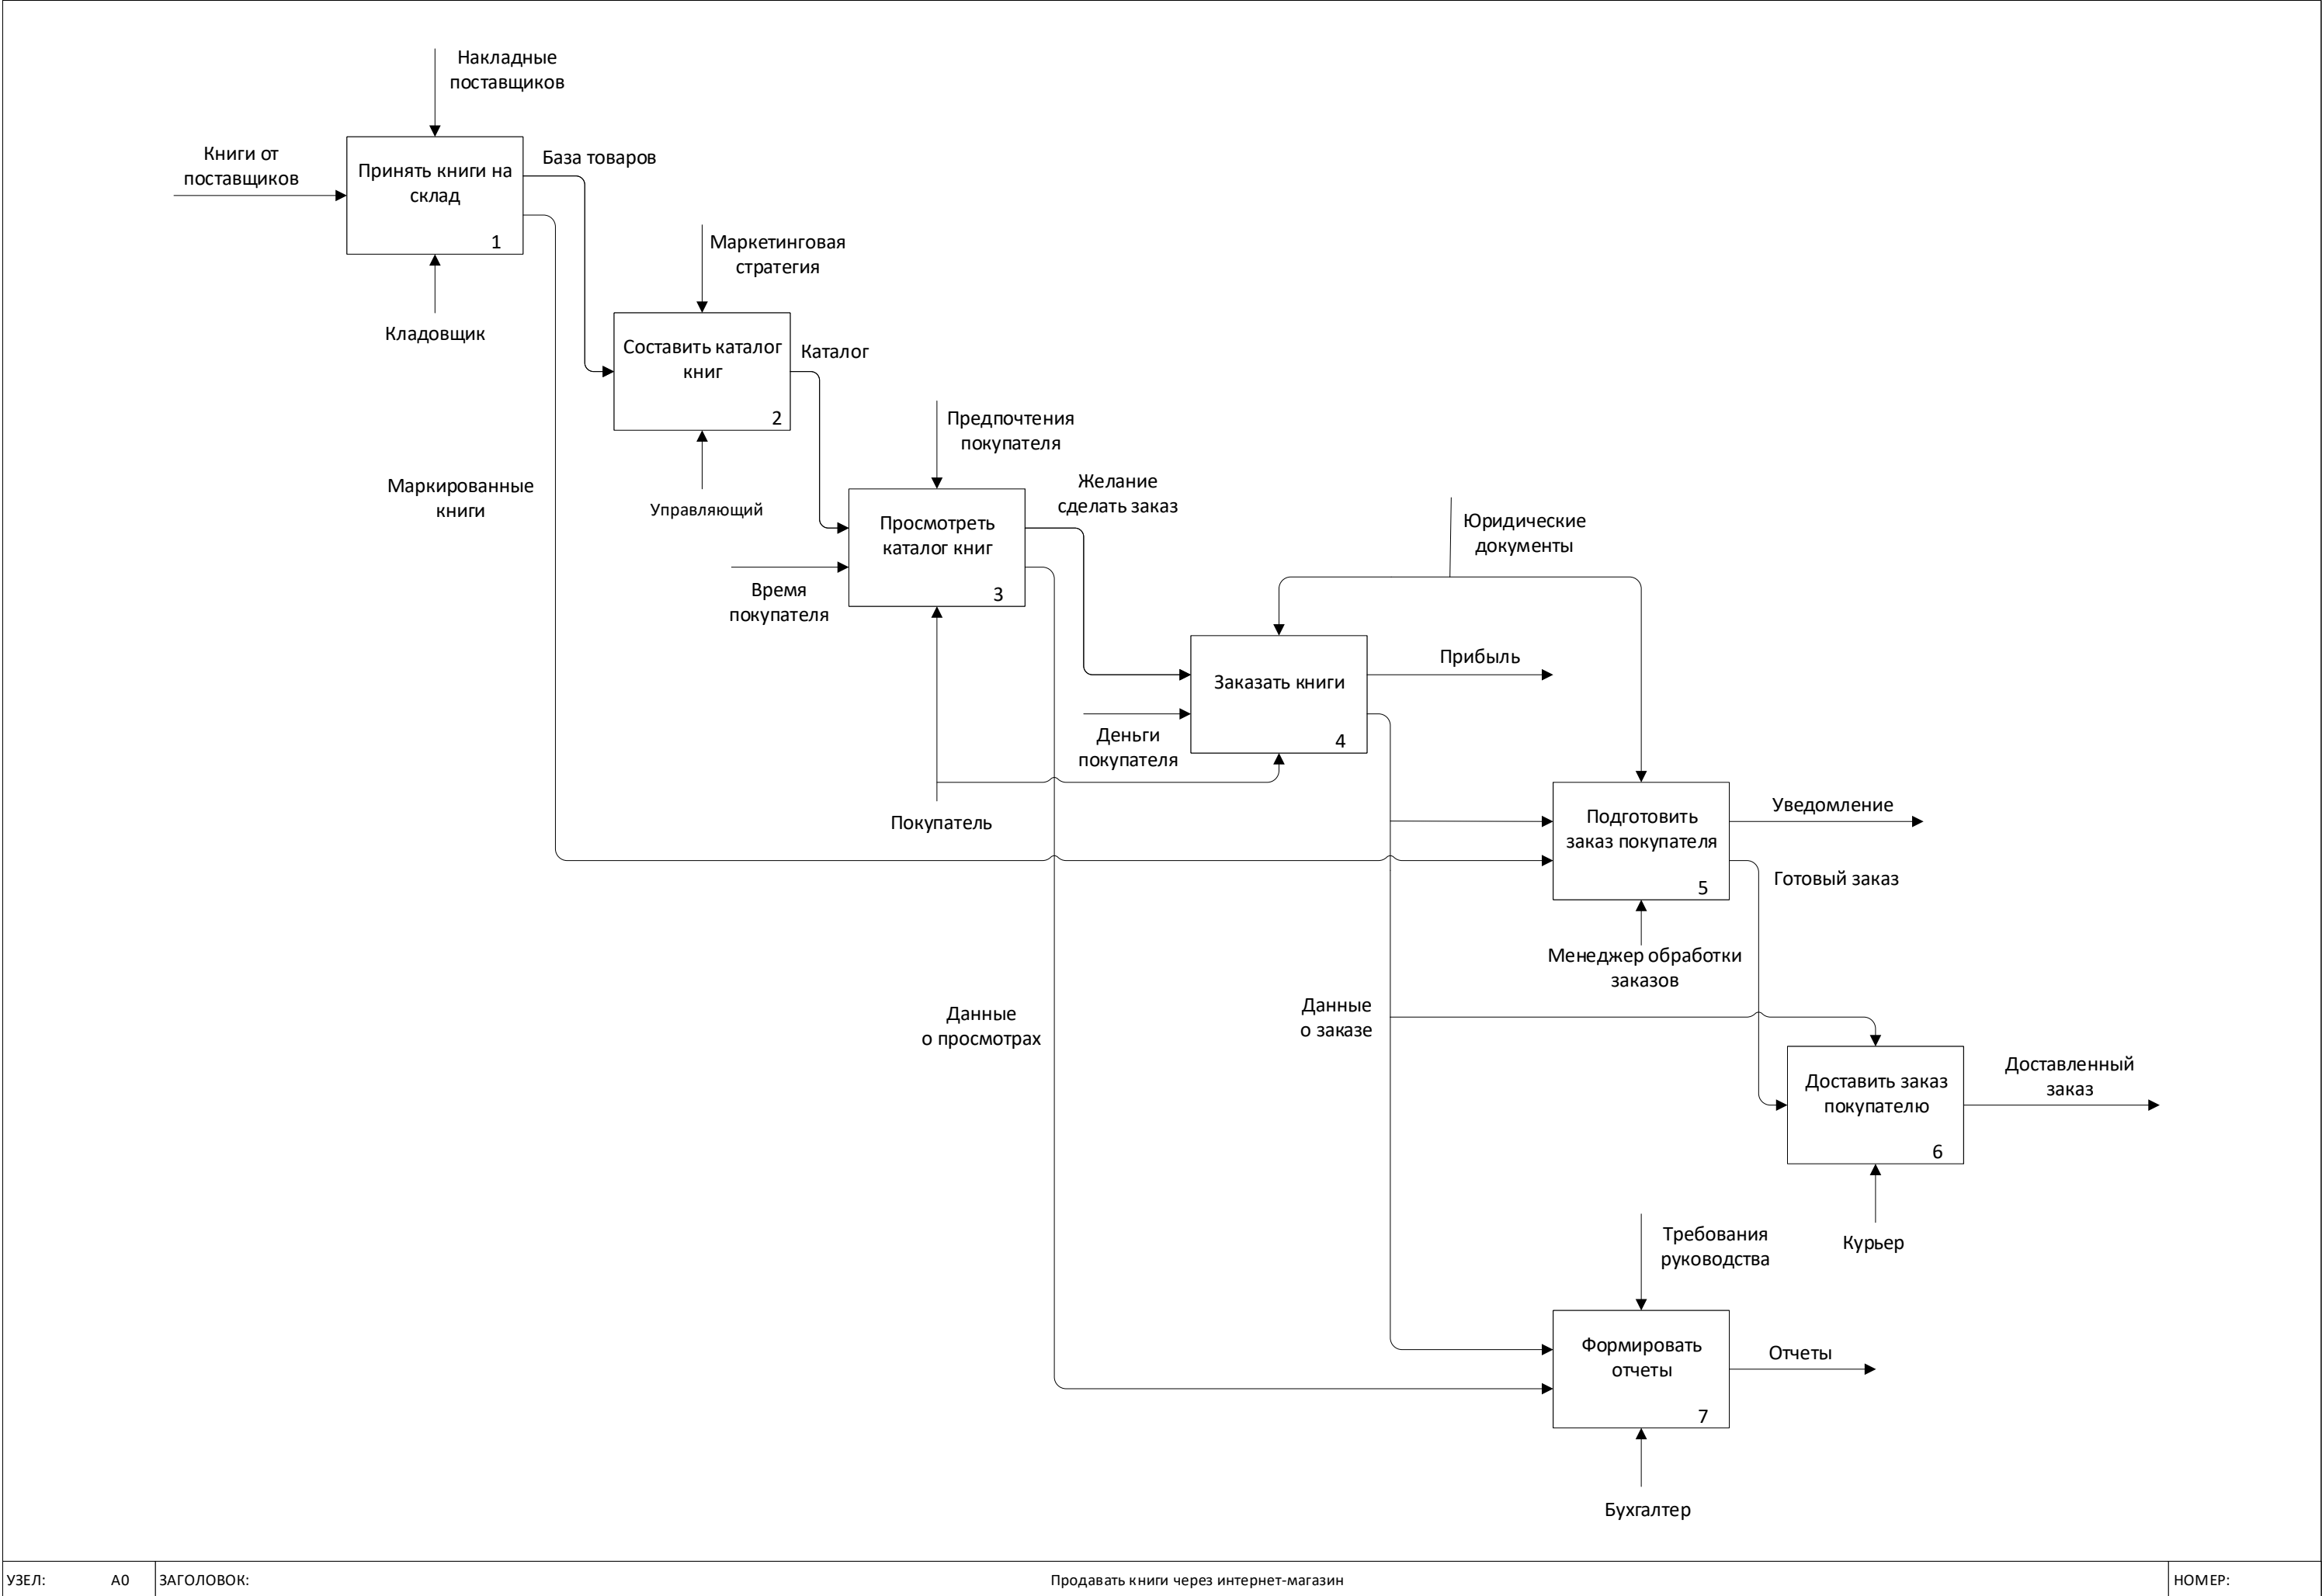 Накладные
поставщиков
Книги от
поставщиков
Принять книги на
склад
1
База товаров
Кладовщик
Маркетинговая
стратегия
Составить каталог
книг
2
Каталог
Управляющий
Маркированные
книги
Предпочтения
покупателя
Просмотреть
каталог книг
3
Желание
сделать заказ
Время
покупателя
Юридические
документы
Заказать книги
4
Прибыль
Деньги
покупателя
Покупатель
Подготовить
заказ покупателя
5
Уведомление
Готовый заказ
Менеджер обработки
заказов
Данные
о просмотрах
Данные
о заказе
Доставить заказ
покупателю
6
Доставленный
заказ
Курьер
Требования
руководства
Формировать
отчеты
7
Отчеты
Бухгалтер
УЗЕЛ: A0 ЗАГОЛОВОК: Продавать книги через интернет-магазин НОМЕР: